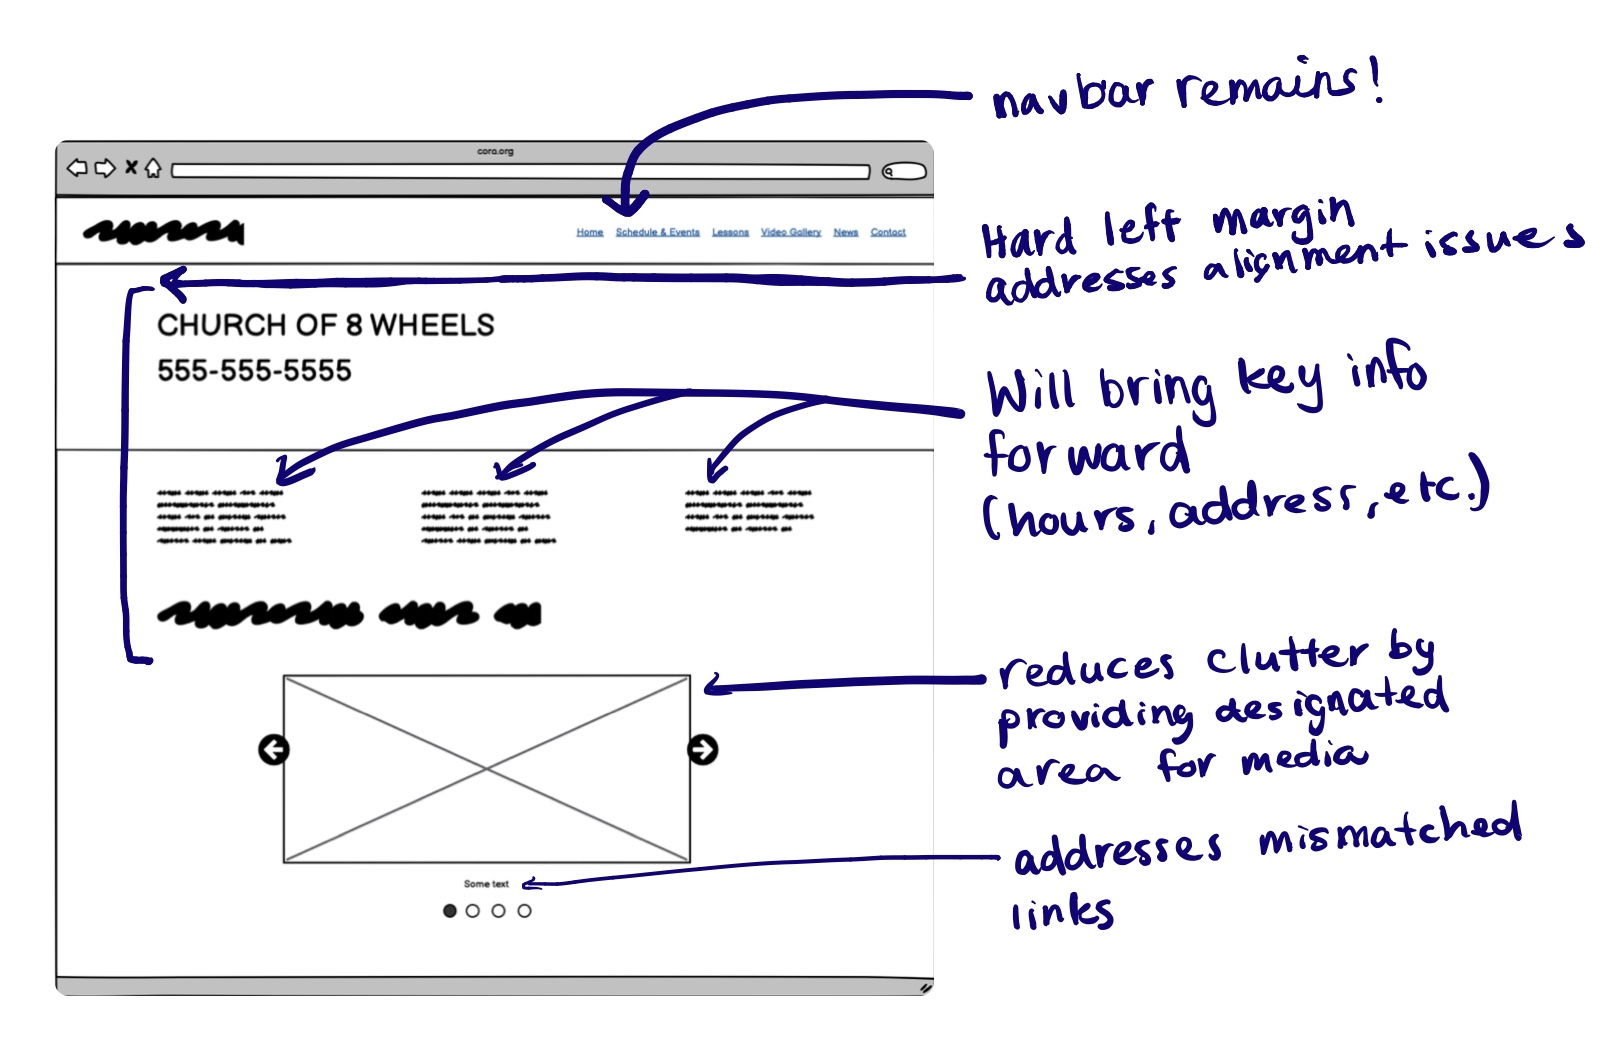 navbar remains!
cora.org
Home Schedule & Events Lessons Video Gallery News Contact
Hard left margin
addresses alignment issues
CHURCH OF 8 WHEELS
555-555-5555
Will bring key info
forward
(hours, address, etc.)
reduces clutter by
providing designated
area for media
addresses mismatched
links
Some text